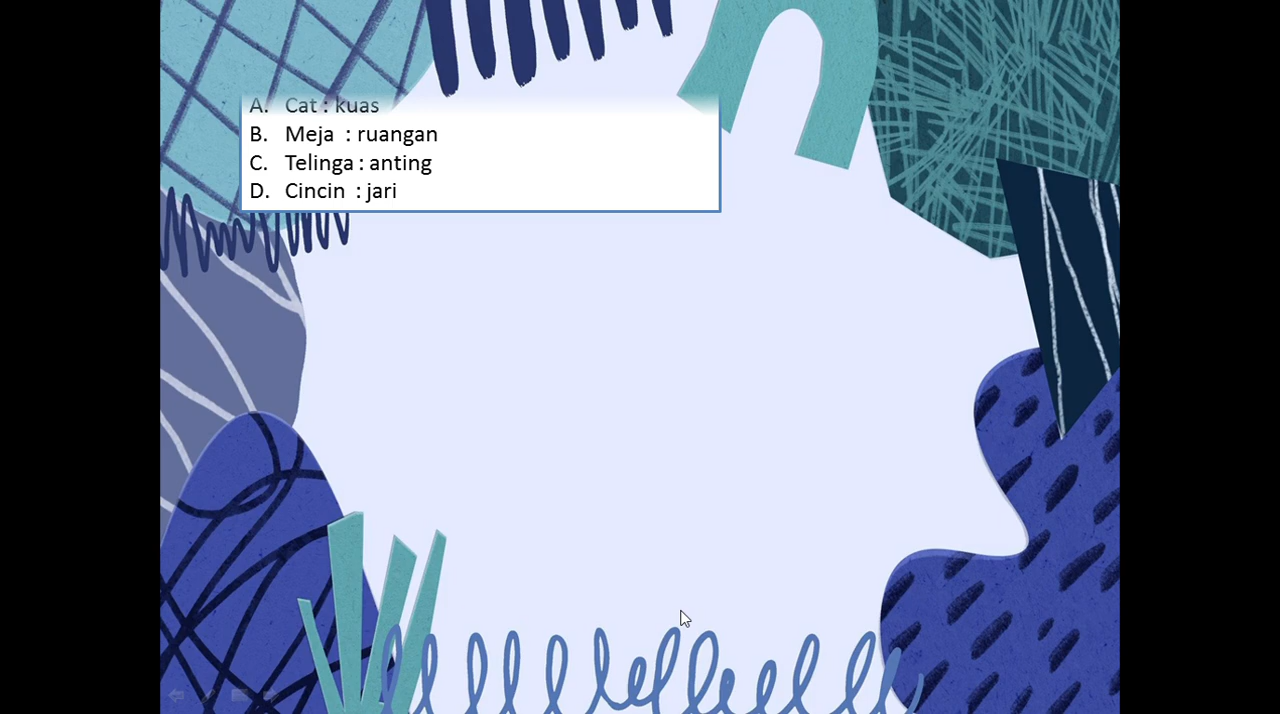 A. Cat : kuas
B. Meja : ruangan
C. Telinga : anting
D. Cincin : jari